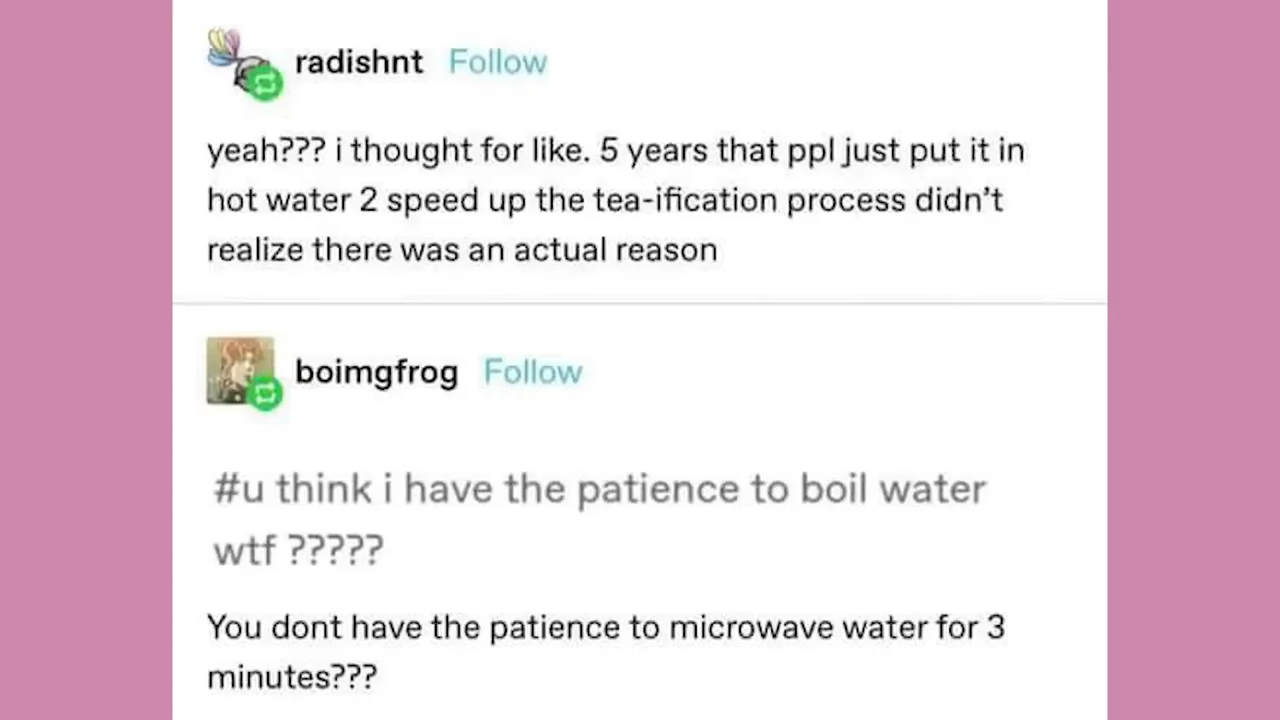 radishnt Follow
yeah??? i thought for like. 5 years that ppl just put it in
hot water 2 speed up the tea-ification process didn’t
realize there was an actual reason
boimgfrog Follow
#u think i have the patience to boil water
wtf ?????
You dont have the patience to microwave water for 3
minutes???